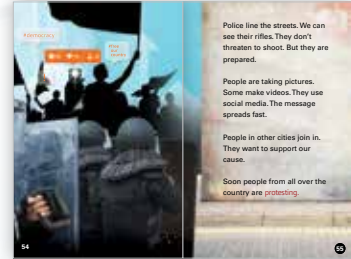 Police line the streets. We can
see their rifles. They don't
threaten to shoot. But they are
prepared.
People are taking pictures.
Some make videos. They use
social media. The message
spreads fast.
People in other cities join in.
They want to support our
cause.
Soon people from all over the
country are protesting.
54
55